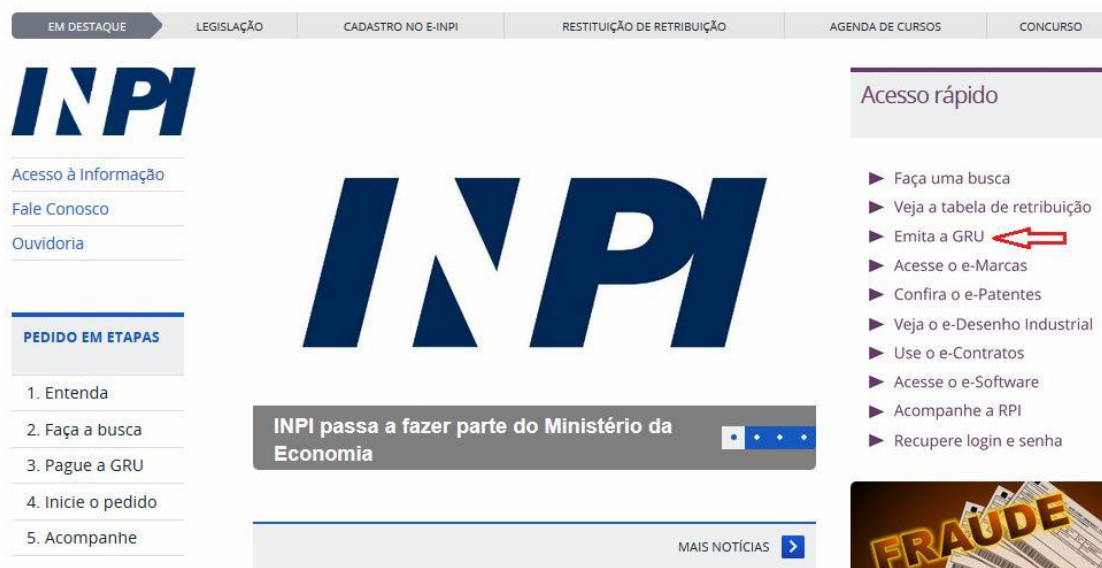 EM DESTAQUE
LEGISLAÇÃO
CADASTRO NO E-INPI
RESTITUIÇÃO DE RETRIBUIÇÃO
AGENDA DE CURSOS
CONCURSO
INPI
Acesso à Informação
Fale Conosco
Ouvidoria
PEDIDO EM ETAPAS
1. Entenda
2. Faça a busca
3. Pague a GRU
4. Inicie o pedido
5. Acompanhe
INPI
INPI passa a fazer parte do Ministério da
Economia
MAIS NOTÍCIAS
Acesso rápido
Faça uma busca
Veja a tabela de retribuição
Emita a GRU
Acesse o e-Marcas
Confira o e-Patentes
Veja o e-Desenho Industrial
Use o e-Contratos
Acesse o e-Software
Acompanhe a RPI
Recupere login e senha
FRAUDE